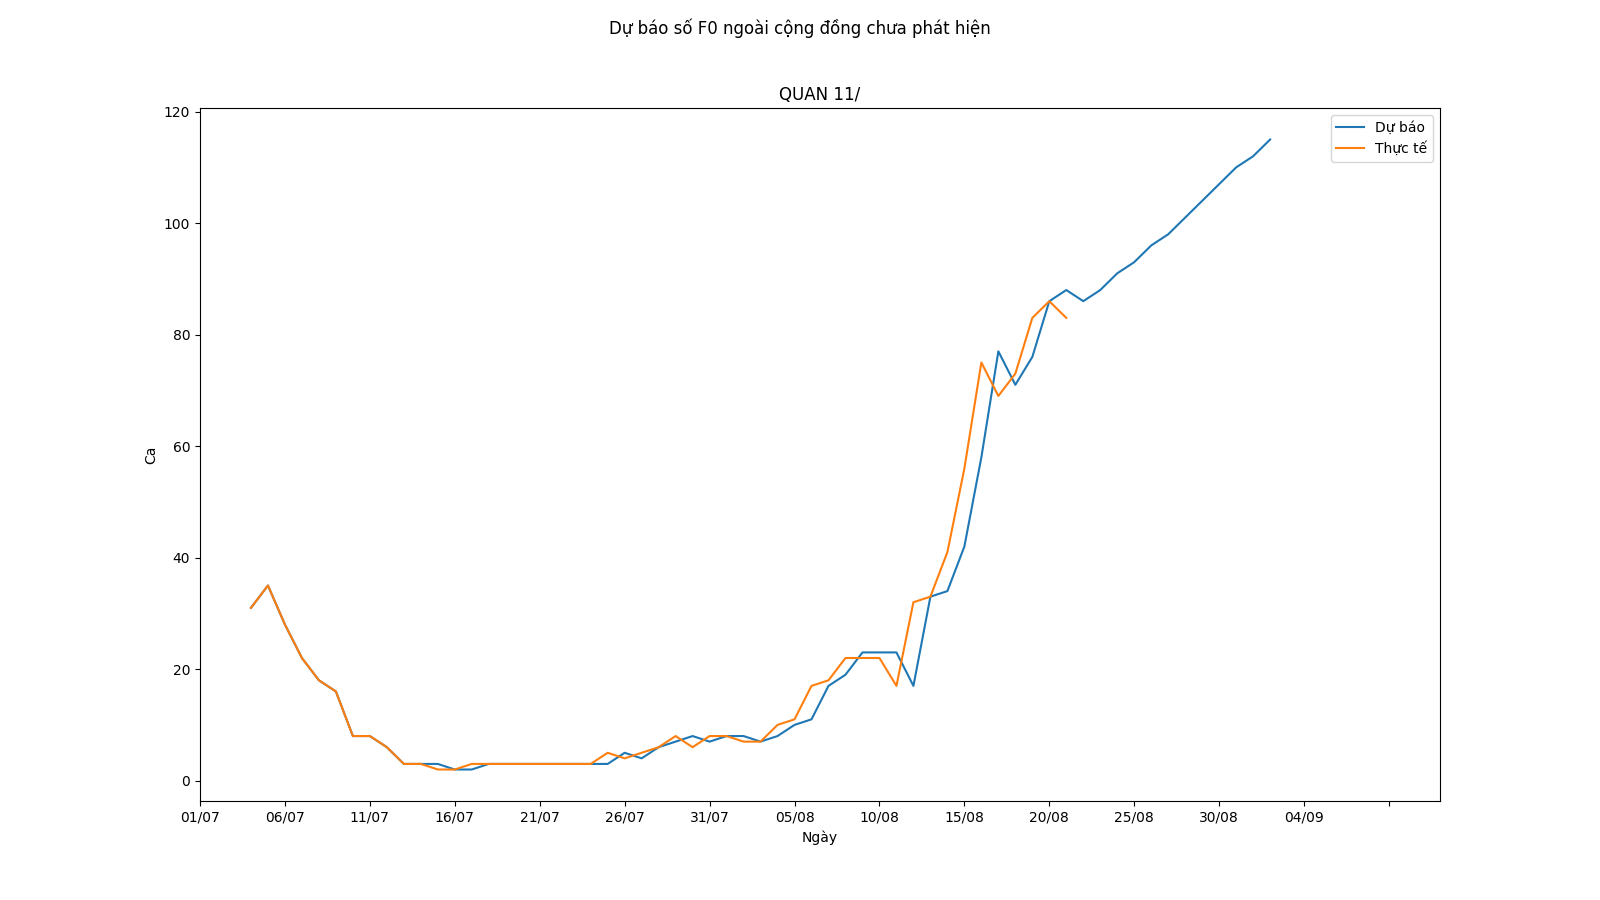 Dự báo số F0 ngoài cộng đồng chưa phát hiện
QUAN 11/
Dự báo
Thực tế
120
100
80
60
40
20
0
Ca
01/07 06/07 11/07 16/07 21/07 26/07 31/07 05/08 10/08 15/08 20/08 25/08 30/08 04/09
Ngày